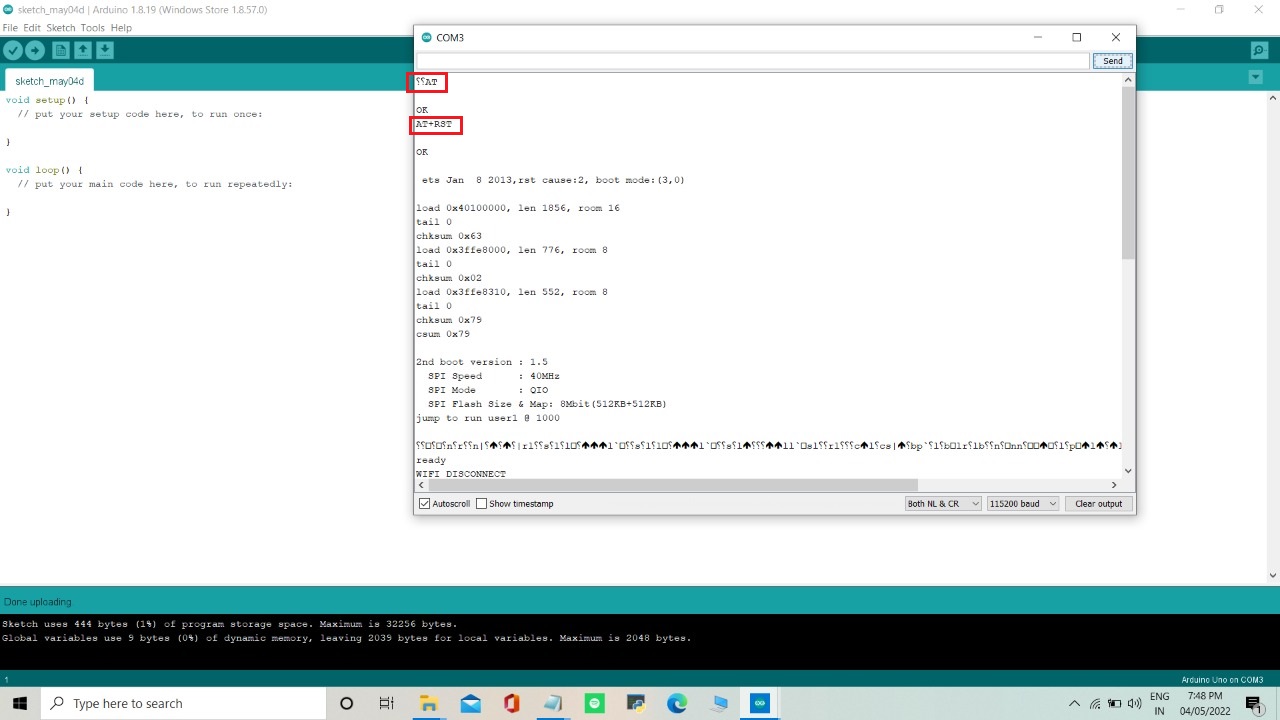 sketch_may04d | Arduino 1.8.19 (Windows Store 1.8.57.0)
File Edit Sketch Tools Help
sketch_may04d
void setup() {
// put your setup code here, to run once:
}
void loop() {
// put your main code here, to run repeatedly:
}
COM3
Send
⸮⸮AT
OK
AT+RST
OK
ets Jan 8 2013,rst cause:2, boot mode:(3,0)
load 0x40100000, len 1856, room 16
tail 0
chksum 0x63
load 0x3ffe8000, len 776, room 8
tail 0
chksum 0x02
load 0x3ffe8310, len 552, room 8
tail 0
chksum 0x79
csum 0x79
2nd boot version : 1.5
SPI Speed : 40MHz
SPI Mode : QIO
SPI Flash Size & Map: 8Mbit(512KB+512KB)
jump to run user1 @ 1000
ready
WIFI DISCONNECT
Autoscroll Show timestamp Both NL & CR 115200 baud Clear output
Done uploading.
Sketch uses 444 bytes (1%) of program storage space. Maximum is 32256 bytes.
Global variables use 9 bytes (0%) of dynamic memory, leaving 2039 bytes for local variables. Maximum is 2048 bytes.
1 Arduino Uno on COM3
Type here to search
ENG 7:48 PM
IN 04/05/2022 1